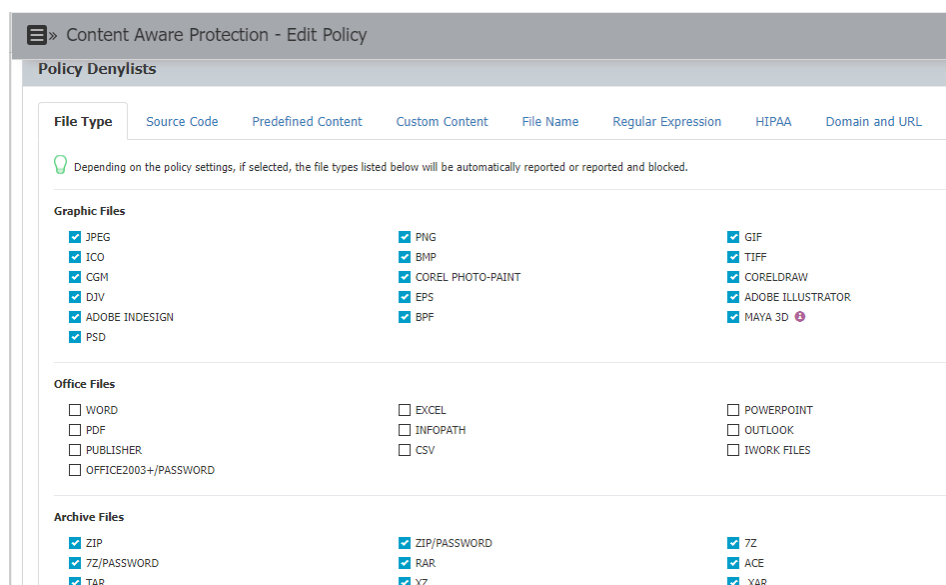 » Content Aware Protection - Edit Policy
Policy Denylists
File Type Source Code Predefined Content Custom Content File Name Regular Expression HIPAA Domain and URL
Depending on the policy settings, if selected, the file types listed below will be automatically reported or reported and blocked.
Graphic Files
JPEG PNG GIF
ICO BMP TIFF
CGM COREL PHOTO-PAINT CORELDRAW
DJV EPS ADOBE ILLUSTRATOR
ADOBE INDESIGN BPF MAYA 3D
PSD
Office Files
WORD EXCEL POWERPOINT
PDF INFOPATH OUTLOOK
PUBLISHER CSV IWORK FILES
OFFICE2003+/PASSWORD
Archive Files
ZIP ZIP/PASSWORD 7Z
7Z/PASSWORD RAR ACE
TAR XZ XAR